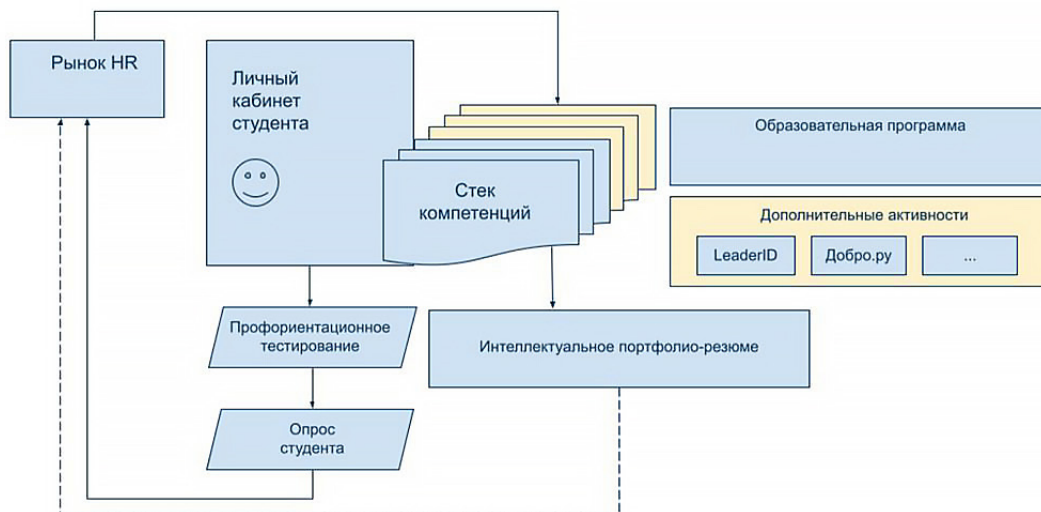 Рынок HR
Личный
кабинет
студента
Стек
компетенций
Образовательная программа
Дополнительные активности
LeaderID
Добро.ру
...
Профориентационное
тестирование
Интеллектуальное портфолио-резюме
Опрос
студента